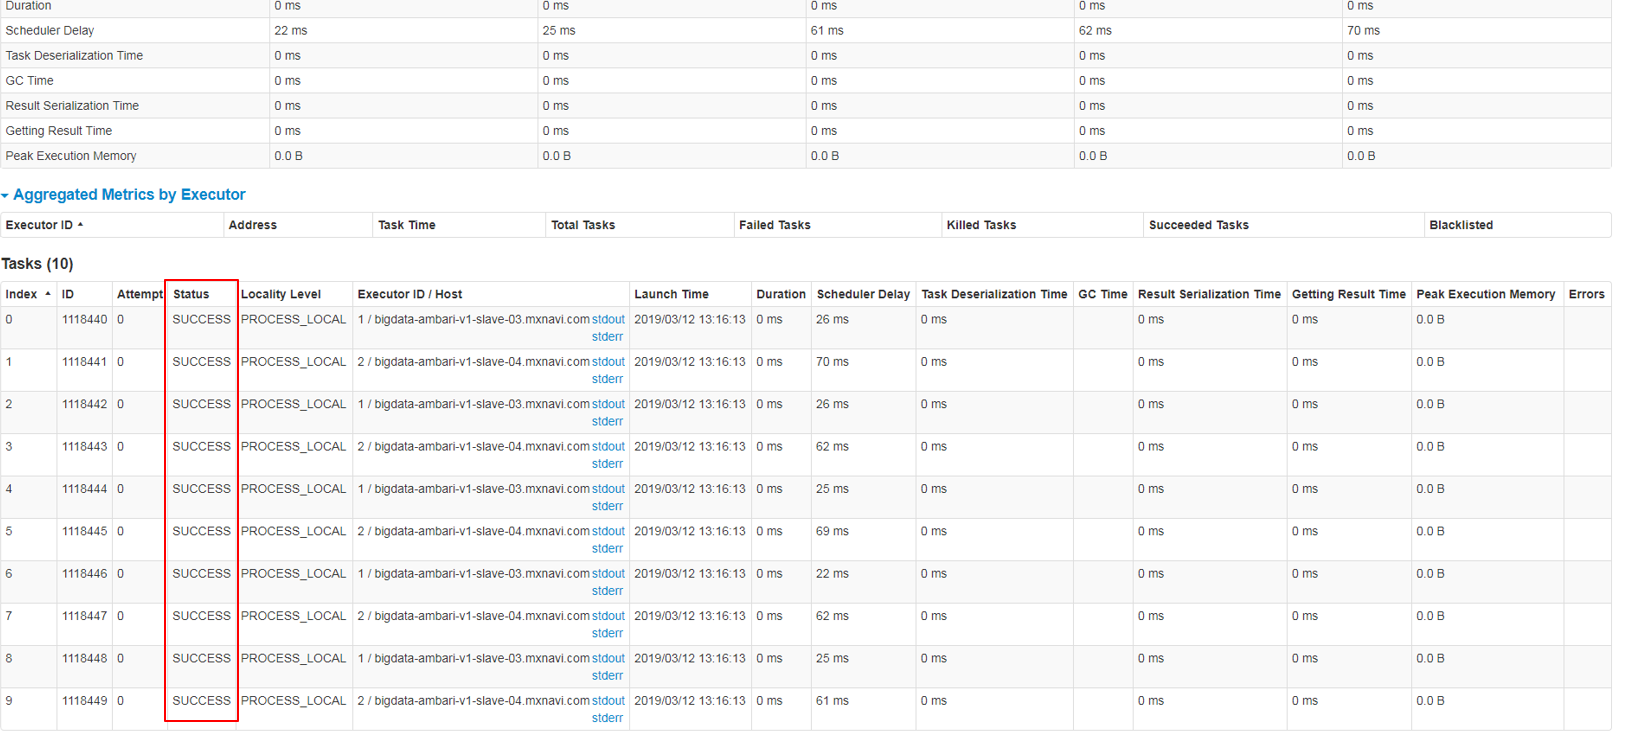 Duration 0 ms 0 ms 0 ms 0 ms 0 ms
Scheduler Delay 22 ms 25 ms 61 ms 62 ms 70 ms
Task Deserialization Time 0 ms 0 ms 0 ms 0 ms 0 ms
GC Time 0 ms 0 ms 0 ms 0 ms 0 ms
Result Serialization Time 0 ms 0 ms 0 ms 0 ms 0 ms
Getting Result Time 0 ms 0 ms 0 ms 0 ms 0 ms
Peak Execution Memory 0.0 B 0.0 B 0.0 B 0.0 B 0.0 B
Aggregated Metrics by Executor
Executor ID Address Task Time Total Tasks Failed Tasks Killed Tasks Succeeded Tasks Blacklisted
Tasks (10)
Index ID Attempt Status Locality Level Executor ID / Host Launch Time Duration Scheduler Delay Task Deserialization Time GC Time Result Serialization Time Getting Result Time Peak Execution Memory Errors
0 1118440 0 SUCCESS PROCESS_LOCAL 1 / bigdata-ambari-v1-slave-03.mxnavi.com stdout 2019/03/12 13:16:13 0 ms 26 ms 0 ms 0 ms 0 ms 0.0 B
stderr
1 1118441 0 SUCCESS PROCESS_LOCAL 2 / bigdata-ambari-v1-slave-04.mxnavi.com stdout 2019/03/12 13:16:13 0 ms 70 ms 0 ms 0 ms 0 ms 0.0 B
stderr
2 1118442 0 SUCCESS PROCESS_LOCAL 1 / bigdata-ambari-v1-slave-03.mxnavi.com stdout 2019/03/12 13:16:13 0 ms 26 ms 0 ms 0 ms 0 ms 0.0 B
stderr
3 1118443 0 SUCCESS PROCESS_LOCAL 2 / bigdata-ambari-v1-slave-04.mxnavi.com stdout 2019/03/12 13:16:13 0 ms 62 ms 0 ms 0 ms 0 ms 0.0 B
stderr
4 1118444 0 SUCCESS PROCESS_LOCAL 1 / bigdata-ambari-v1-slave-03.mxnavi.com stdout 2019/03/12 13:16:13 0 ms 25 ms 0 ms 0 ms 0 ms 0.0 B
stderr
5 1118445 0 SUCCESS PROCESS_LOCAL 2 / bigdata-ambari-v1-slave-04.mxnavi.com stdout 2019/03/12 13:16:13 0 ms 69 ms 0 ms 0 ms 0 ms 0.0 B
stderr
6 1118446 0 SUCCESS PROCESS_LOCAL 1 / bigdata-ambari-v1-slave-03.mxnavi.com stdout 2019/03/12 13:16:13 0 ms 22 ms 0 ms 0 ms 0 ms 0.0 B
stderr
7 1118447 0 SUCCESS PROCESS_LOCAL 2 / bigdata-ambari-v1-slave-04.mxnavi.com stdout 2019/03/12 13:16:13 0 ms 62 ms 0 ms 0 ms 0 ms 0.0 B
stderr
8 1118448 0 SUCCESS PROCESS_LOCAL 1 / bigdata-ambari-v1-slave-03.mxnavi.com stdout 2019/03/12 13:16:13 0 ms 25 ms 0 ms 0 ms 0 ms 0.0 B
stderr
9 1118449 0 SUCCESS PROCESS_LOCAL 2 / bigdata-ambari-v1-slave-04.mxnavi.com stdout 2019/03/12 13:16:13 0 ms 61 ms 0 ms 0 ms 0 ms 0.0 B
stderr